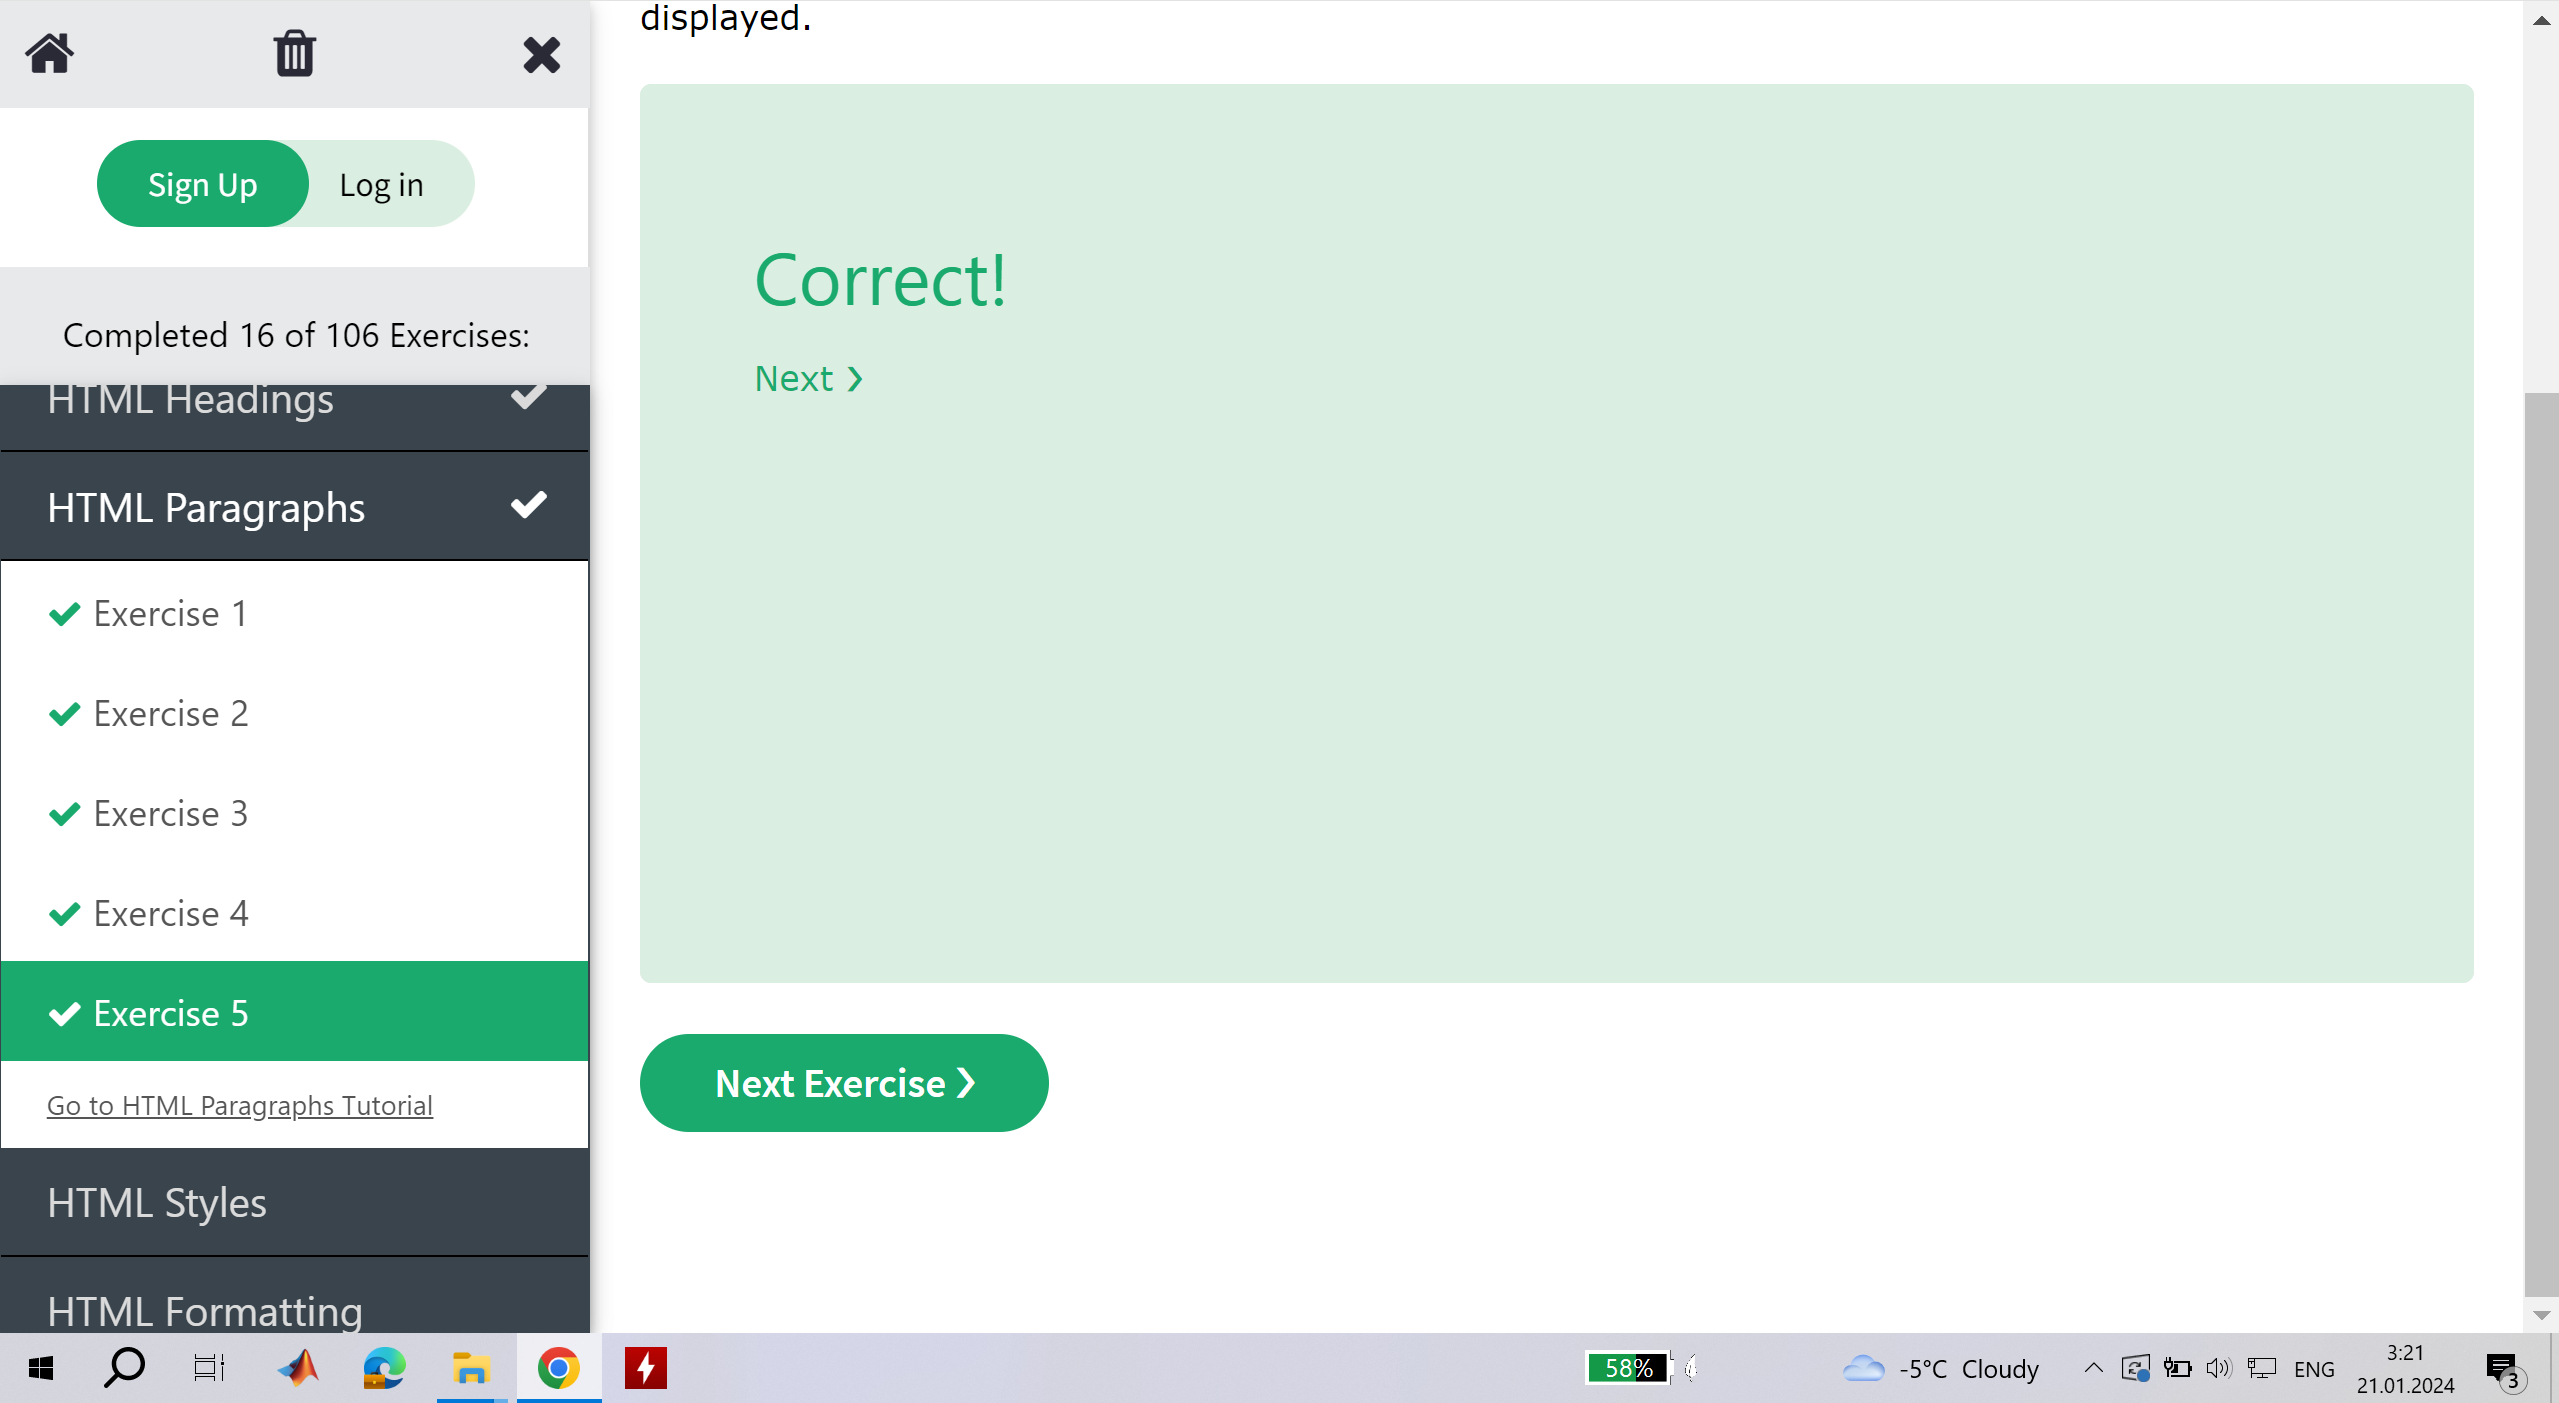 displayed.
Sign Up
Log in
Completed 16 of 106 Exercises:
HTML Headings
HTML Paragraphs
Exercise 1
Exercise 2
Exercise 3
Exercise 4
Exercise 5
Go to HTML Paragraphs Tutorial
HTML Styles
HTML Formatting
Correct!
Next ❯
Next Exercise ❯
58%
-5°C Cloudy
ENG
3:21
21.01.2024
3